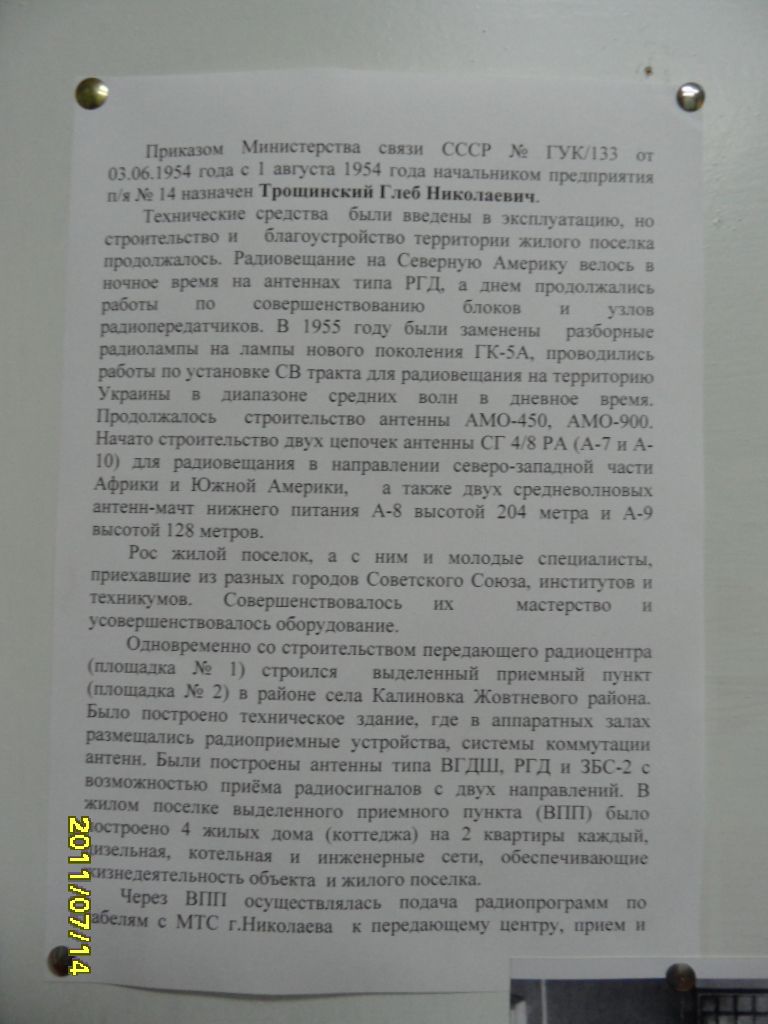 Приказом Министерства связи СССР № ГУК/133 от
03.06.1954 года с 1 августа 1954 года начальником предприятия
п/я № 14 назначен Трощинский Глеб Николаевич.
Технические средства были введены в эксплуатацию, но
строительство и благоустройство территории жилого поселка
продолжалось. Радиовещание на Северную Америку велось в
ночное время на антеннах типа РГД, а днем продолжались
работы по совершенствованию блоков и узлов
радиопередатчиков. В 1955 году были заменены разборные
радиолампы на лампы нового поколения ГК-5А, проводились
работы по установке СВ тракта для радиовещания на территорию
Украины в диапазоне средних волн в дневное время.
Продолжалось строительство антенны АМО-450, АМО-900.
Начато строительство двух цепочек антенны СГ 4/8 РА (А-7 и А-
10) для радиовещания в направлении северо-западной части
Африки и Южной Америки, а также двух средневолновых
антенн-мачт нижнего питания А-8 высотой 204 метра и А-9
высотой 128 метров.
Рос жилой поселок, а с ним и молодые специалисты,
приехавшие из разных городов Советского Союза, институтов и
техникумов. Совершенствовалось их мастерство и
усовершенствовалось оборудование.
Одновременно со строительством передающего радиоцентра
(площадка № 1) строился выделенный приемный пункт
(площадка № 2) в районе села Калиновка Жовтневого района.
Было построено техническое здание, где в аппаратных залах
размещались радиоприемные устройства, системы коммутации
антенн. Были построены антенны типа ВГДШ, РГД и ЗБС-2 с
возможностью приёма радиосигналов с двух направлений. В
жилом поселке выделенного приемного пункта (ВПП) было
построено 4 жилых дома (коттеджа) на 2 квартиры каждый,
дизельная, котельная и инженерные сети, обеспечивающие
жизнедеятельность объекта и жилого поселка.
Через ВПП осуществлялась подача радиопрограмм по
кабелям с МТС г.Николаева к передающему центру, прием и
2011/07/14